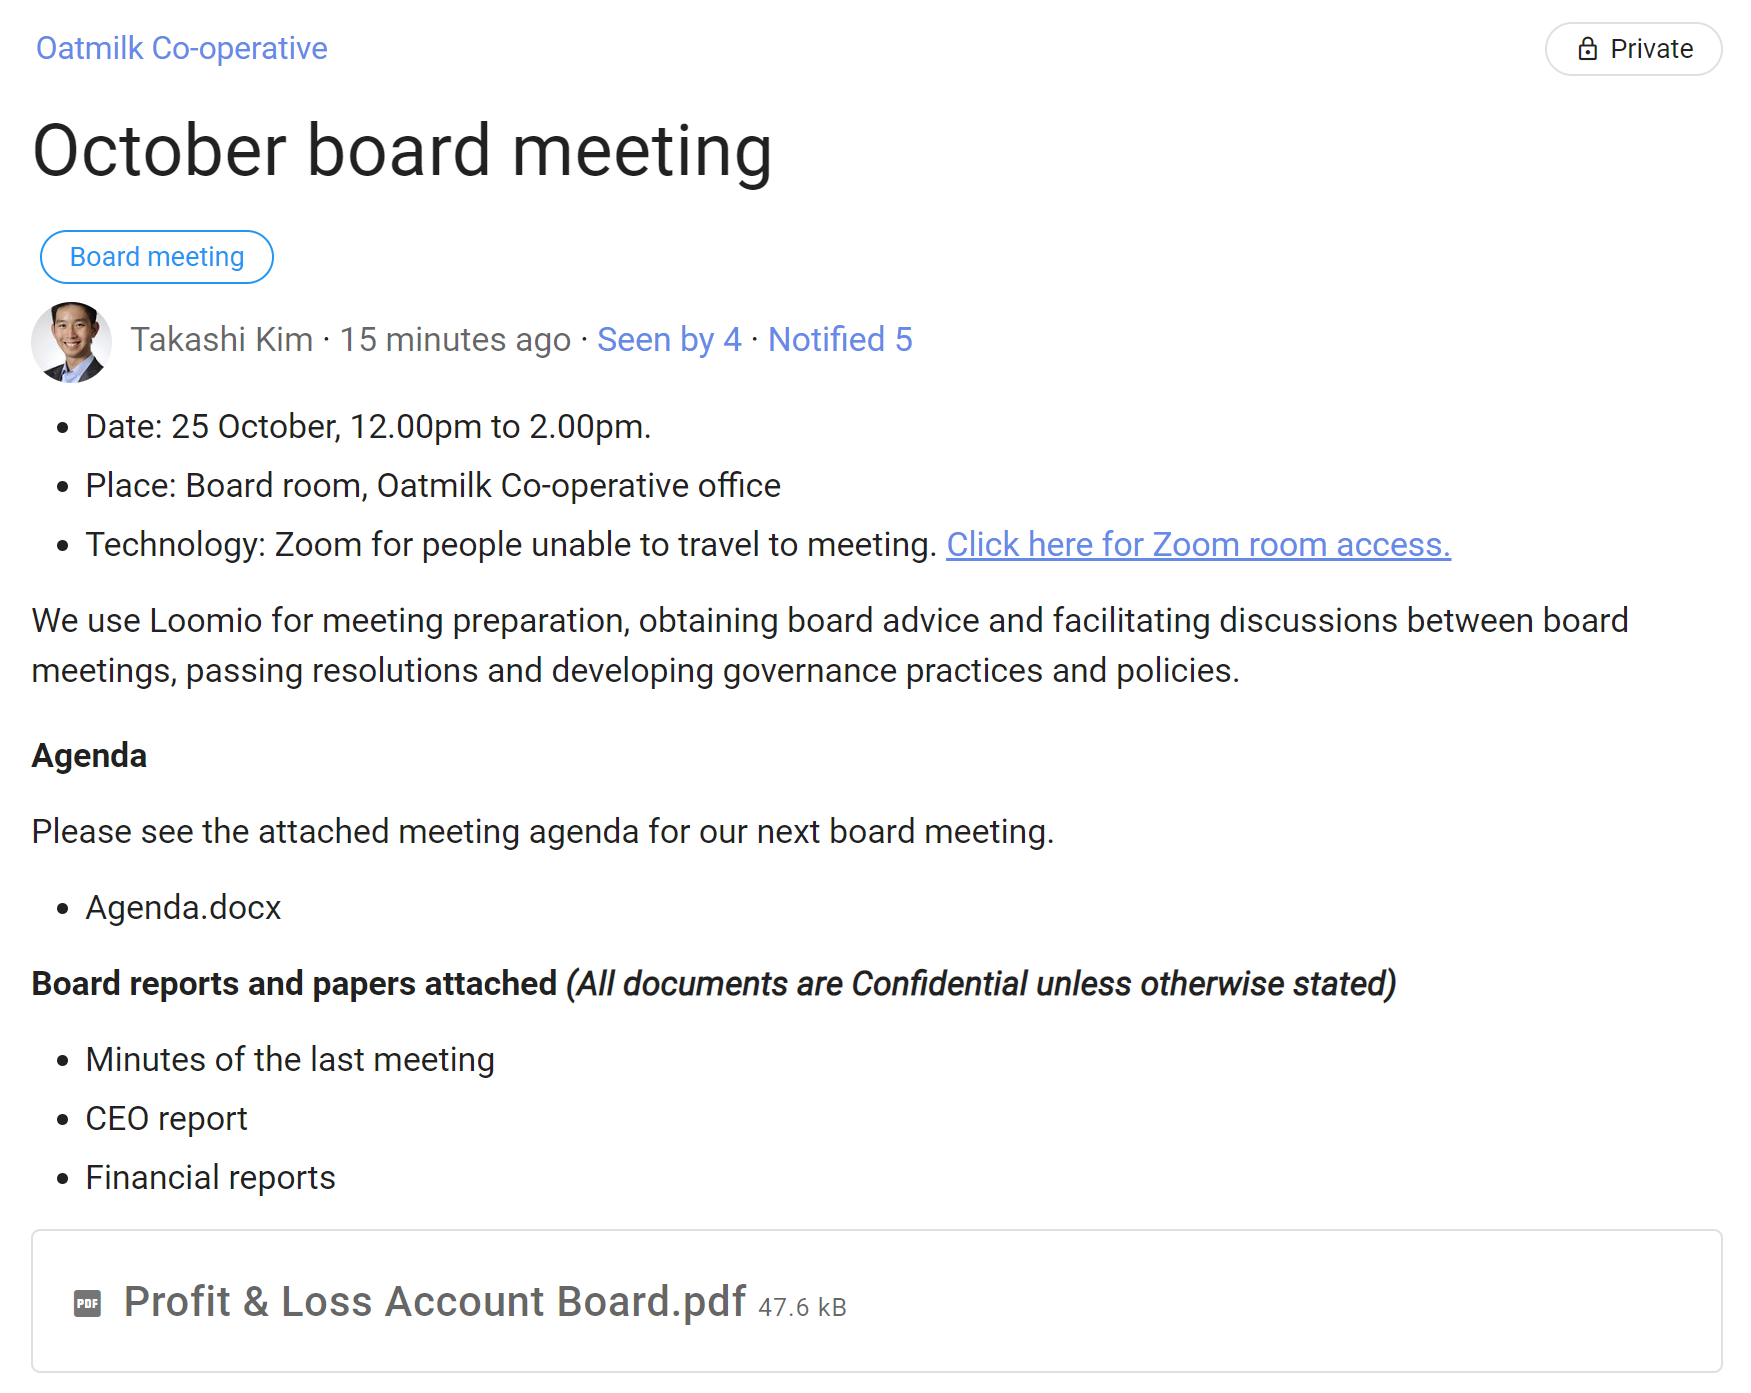 Oatmilk Co-operative
Private
October board meeting
Board meeting
Takashi Kim · 15 minutes ago · Seen by 4 · Notified 5
• Date: 25 October, 12.00pm to 2.00pm.
• Place: Board room, Oatmilk Co-operative office
• Technology: Zoom for people unable to travel to meeting. Click here for Zoom room access.
We use Loomio for meeting preparation, obtaining board advice and facilitating discussions between board
meetings, passing resolutions and developing governance practices and policies.
Agenda
Please see the attached meeting agenda for our next board meeting.
• Agenda.docx
Board reports and papers attached (All documents are Confidential unless otherwise stated)
• Minutes of the last meeting
• CEO report
• Financial reports
PDF Profit & Loss Account Board.pdf 47.6 kB